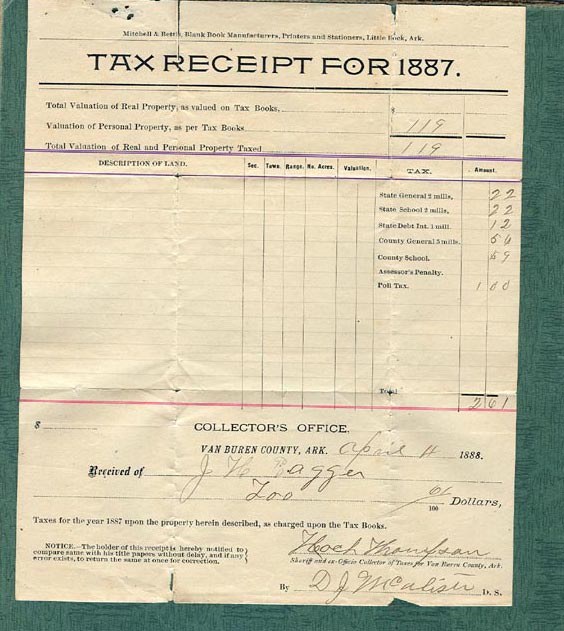 Mitchell & Bettis, Blank Book Manufacturers, Printers and Stationers, Little Rock, Ark.
TAX RECEIPT FOR 1887.
Total Valuation of Real Property, as valued on Tax Books, $
Valuation of Personal Property, as per Tax Books 119
Total Valuation of Real and Personal Property Taxed 119
DESCRIPTION OF LAND. Sec. Town. Range. No. Acres. Valuation. TAX. Amount.
State General 2 mills, 22
State School 2 mills, 22
State Debt Int. 1 mill. 12
County General 5 mills. 56
County School. 59
Assessor's Penalty.
Poll Tax. 1 00
Total 2 61
$
COLLECTOR'S OFFICE.
VAN BUREN COUNTY, ARK. April 4 1888.
Received of J H
Too 61/100 Dollars,
Taxes for the year 1887 upon the property herein described, as charged upon the Tax Books.
NOTICE.—The holder of this receipt is hereby notified to
compare same with his title papers without delay, and if any
error exists, to return the same at once for correction.
Thompson
Sheriff and ex-Officio Collector of Taxes for Van Buren County, Ark.
By D J McAlister D. S.